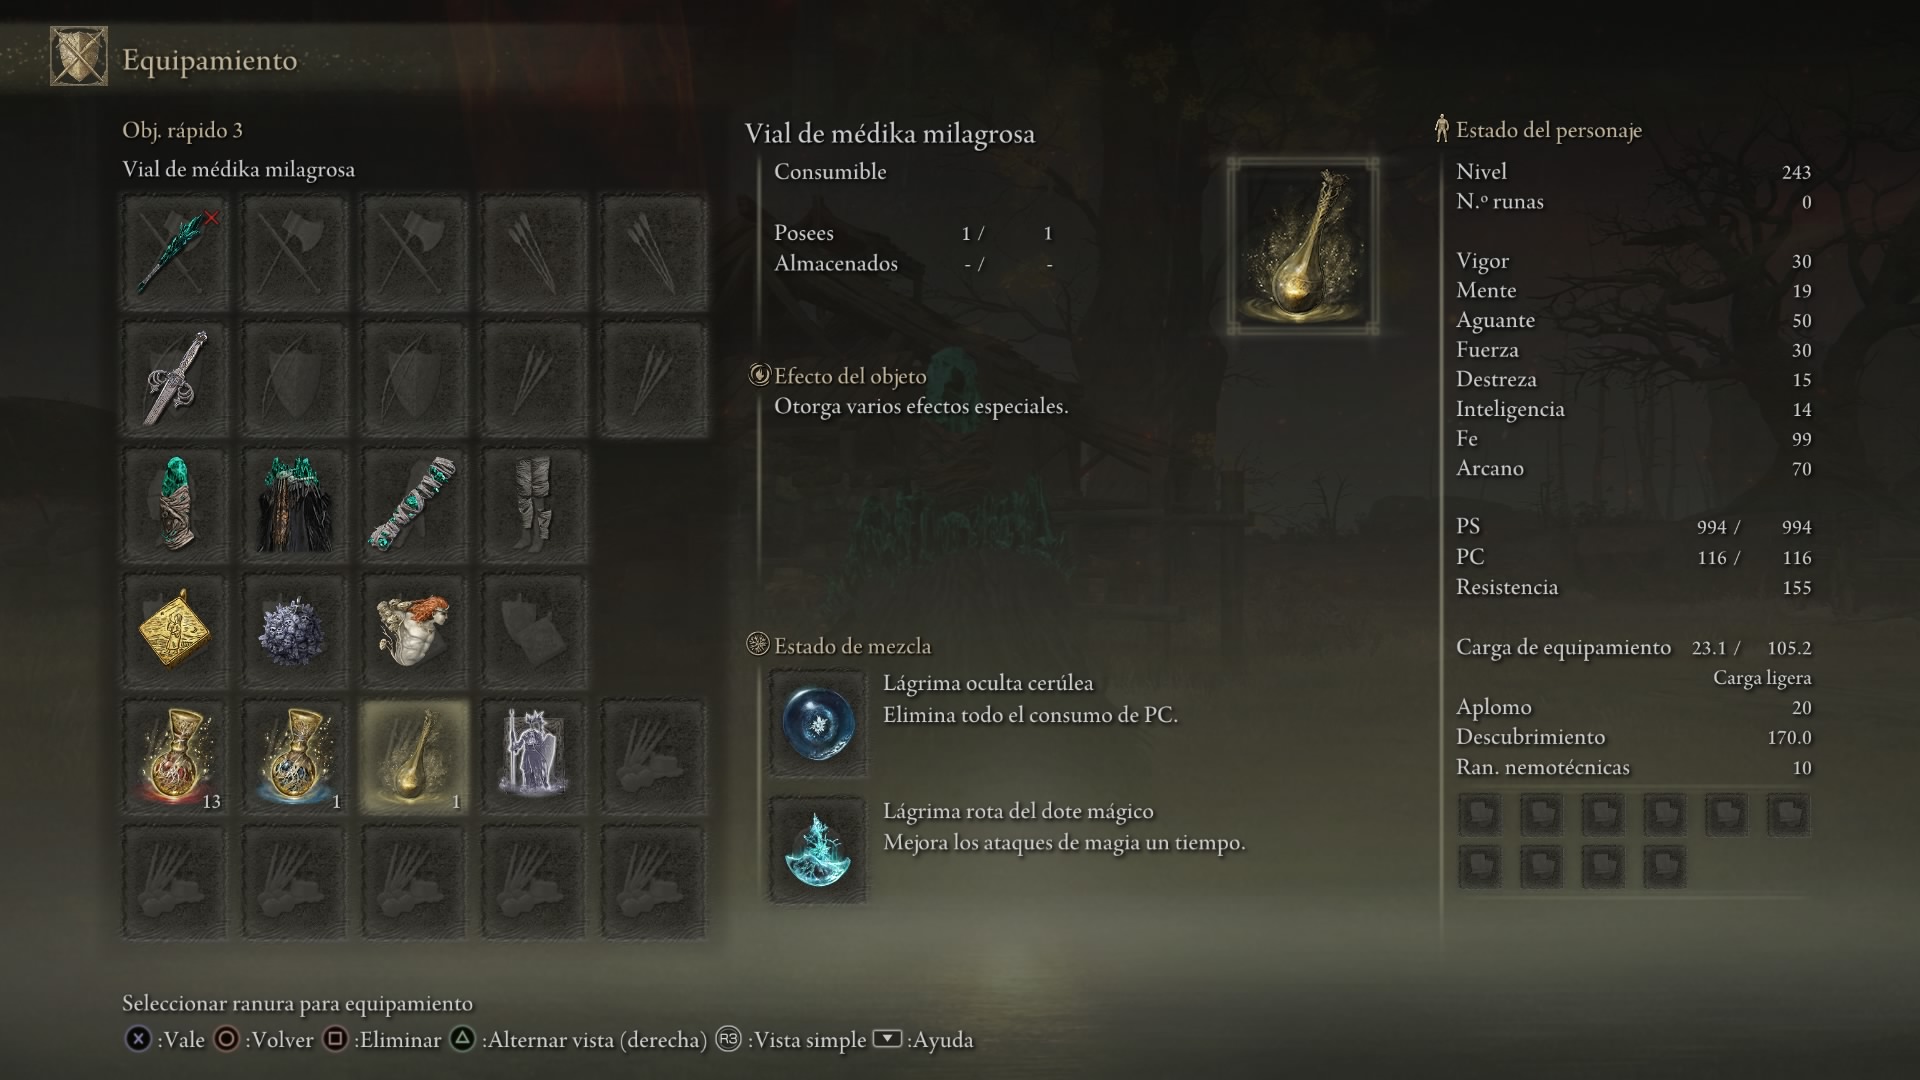 Equipamiento
Obj. rápido 3
Vial de médika milagrosa
13
1
1
Seleccionar ranura para equipamiento
X :Vale :Volver :Eliminar :Alternar vista (derecha) R3 :Vista simple :Ayuda
Vial de médika milagrosa
Consumible
Posees 1 / 1
Almacenados - / -
Efecto del objeto
Otorga varios efectos especiales.
Estado de mezcla
Lágrima oculta cerúlea
Elimina todo el consumo de PC.
Lágrima rota del dote mágico
Mejora los ataques de magia un tiempo.
Estado del personaje
Nivel 243
N.º runas 0
Vigor 30
Mente 19
Aguante 50
Fuerza 30
Destreza 15
Inteligencia 14
Fe 99
Arcano 70
PS 994 / 994
PC 116 / 116
Resistencia 155
Carga de equipamiento 23.1 / 105.2
Carga ligera
Aplomo 20
Descubrimiento 170.0
Ran. nemotécnicas 10